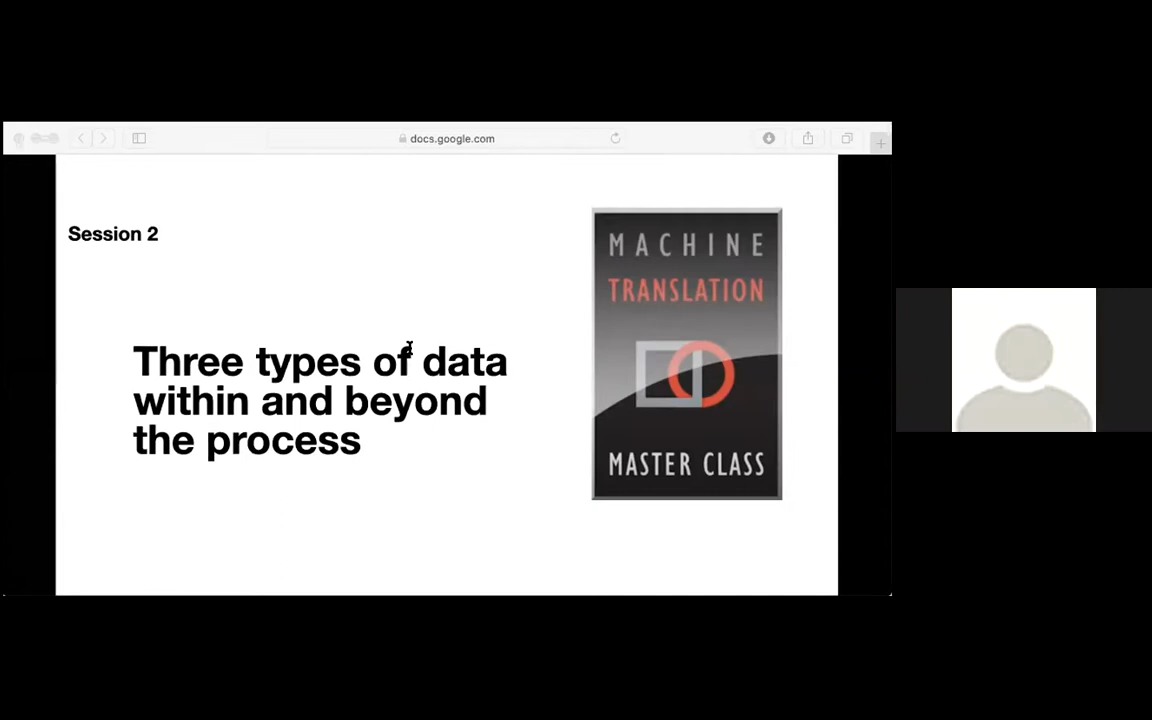 docs.google.com
Session 2
Three types of data
within and beyond
the process
MACHINE
TRANSLATION
MASTER CLASS